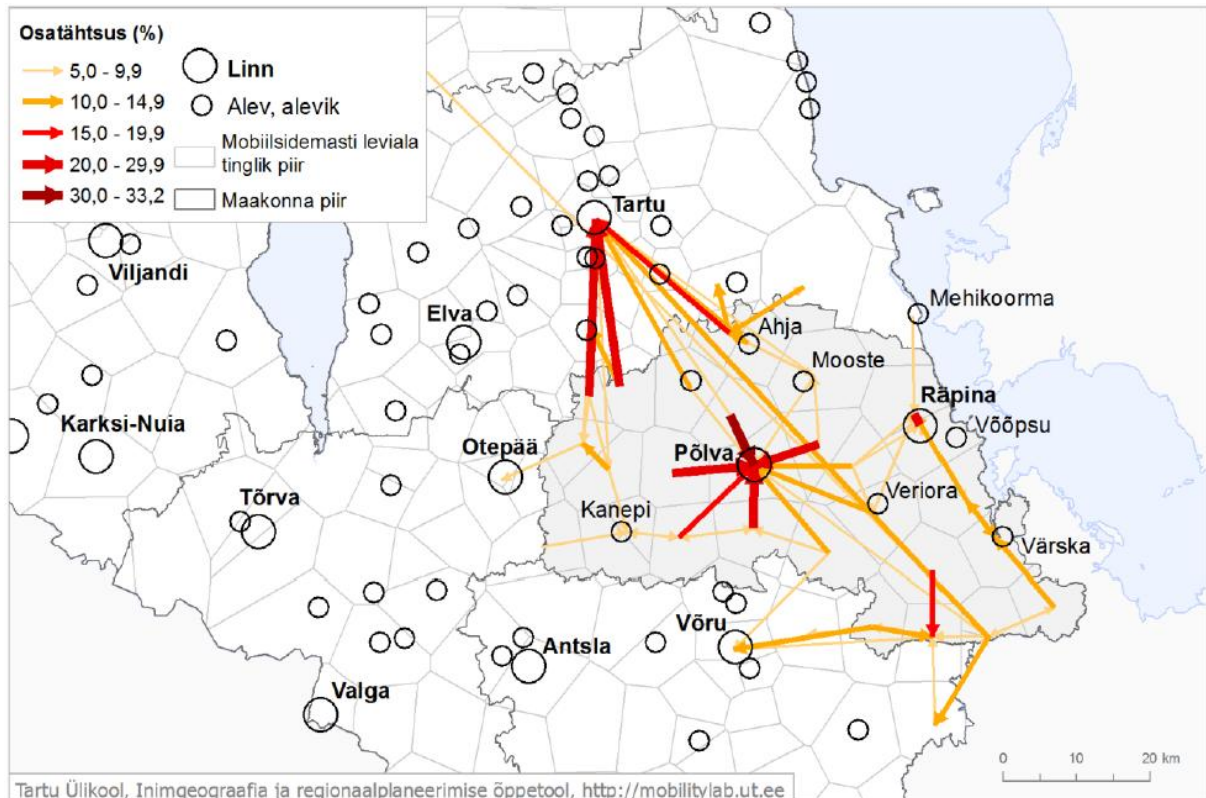 Osatähtsus (%)
5,0 - 9,9
10,0 - 14,9
15,0 - 19,9
20,0 - 29,9
30,0 - 33,2
Linn
Alev, alevik
Mobiilsidemasti leviala
tinglik piir
Maakonna piir
Tartu
Viljandi
Mehikoorma
Elva
Ahja
Mooste
Räpina
Võõpsu
Karksi-Nuia
Otepää
Põlva
Tõrva
Kanepi
Veriora
Värska
Võru
Antsla
Valga
0 10 20 km
Tartu Ülikool, Inimgeograafia ja regionaalplaneerimise õppetool, http://mobilitylab.ut.ee